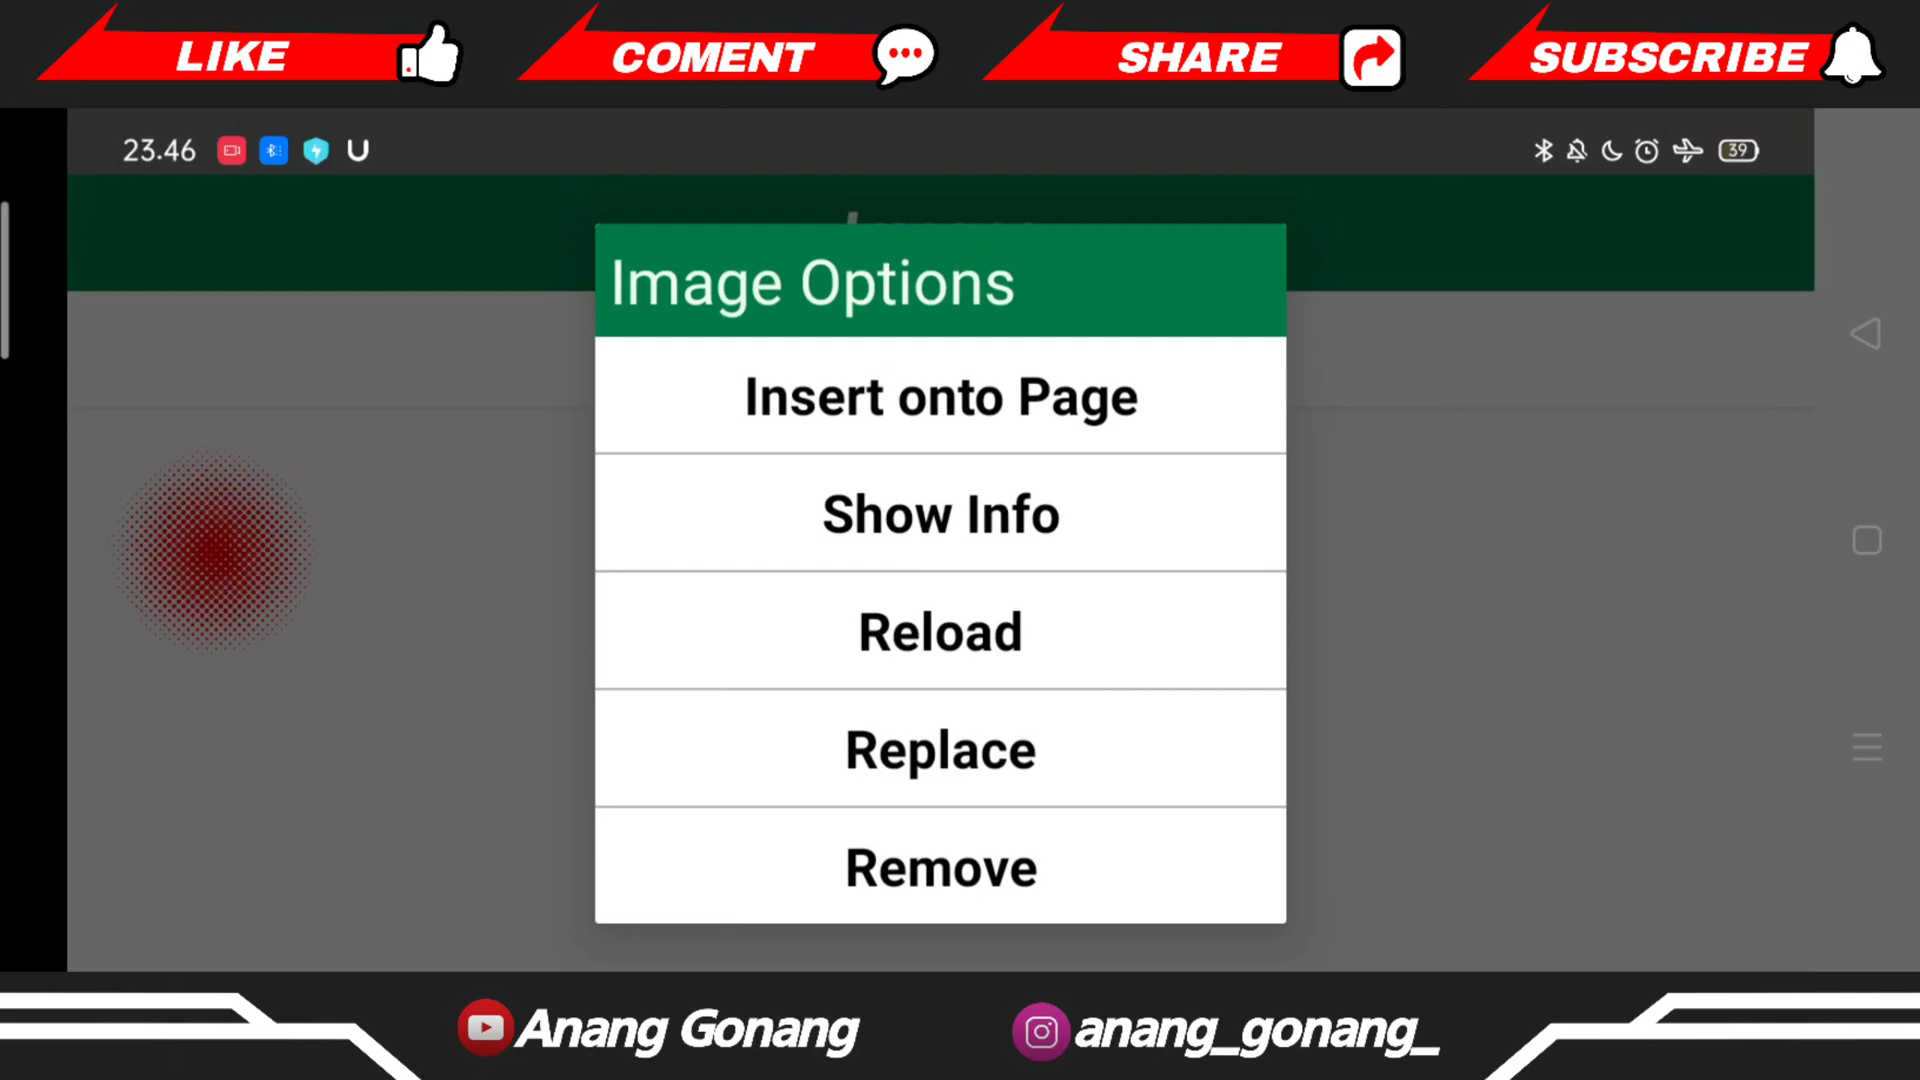 LIKE
COMENT
SHARE
SUBSCRIBE
23.46
39
Image Options
Insert onto Page
Show Info
Reload
Replace
Remove
Anang Gonang
anang_gonang_